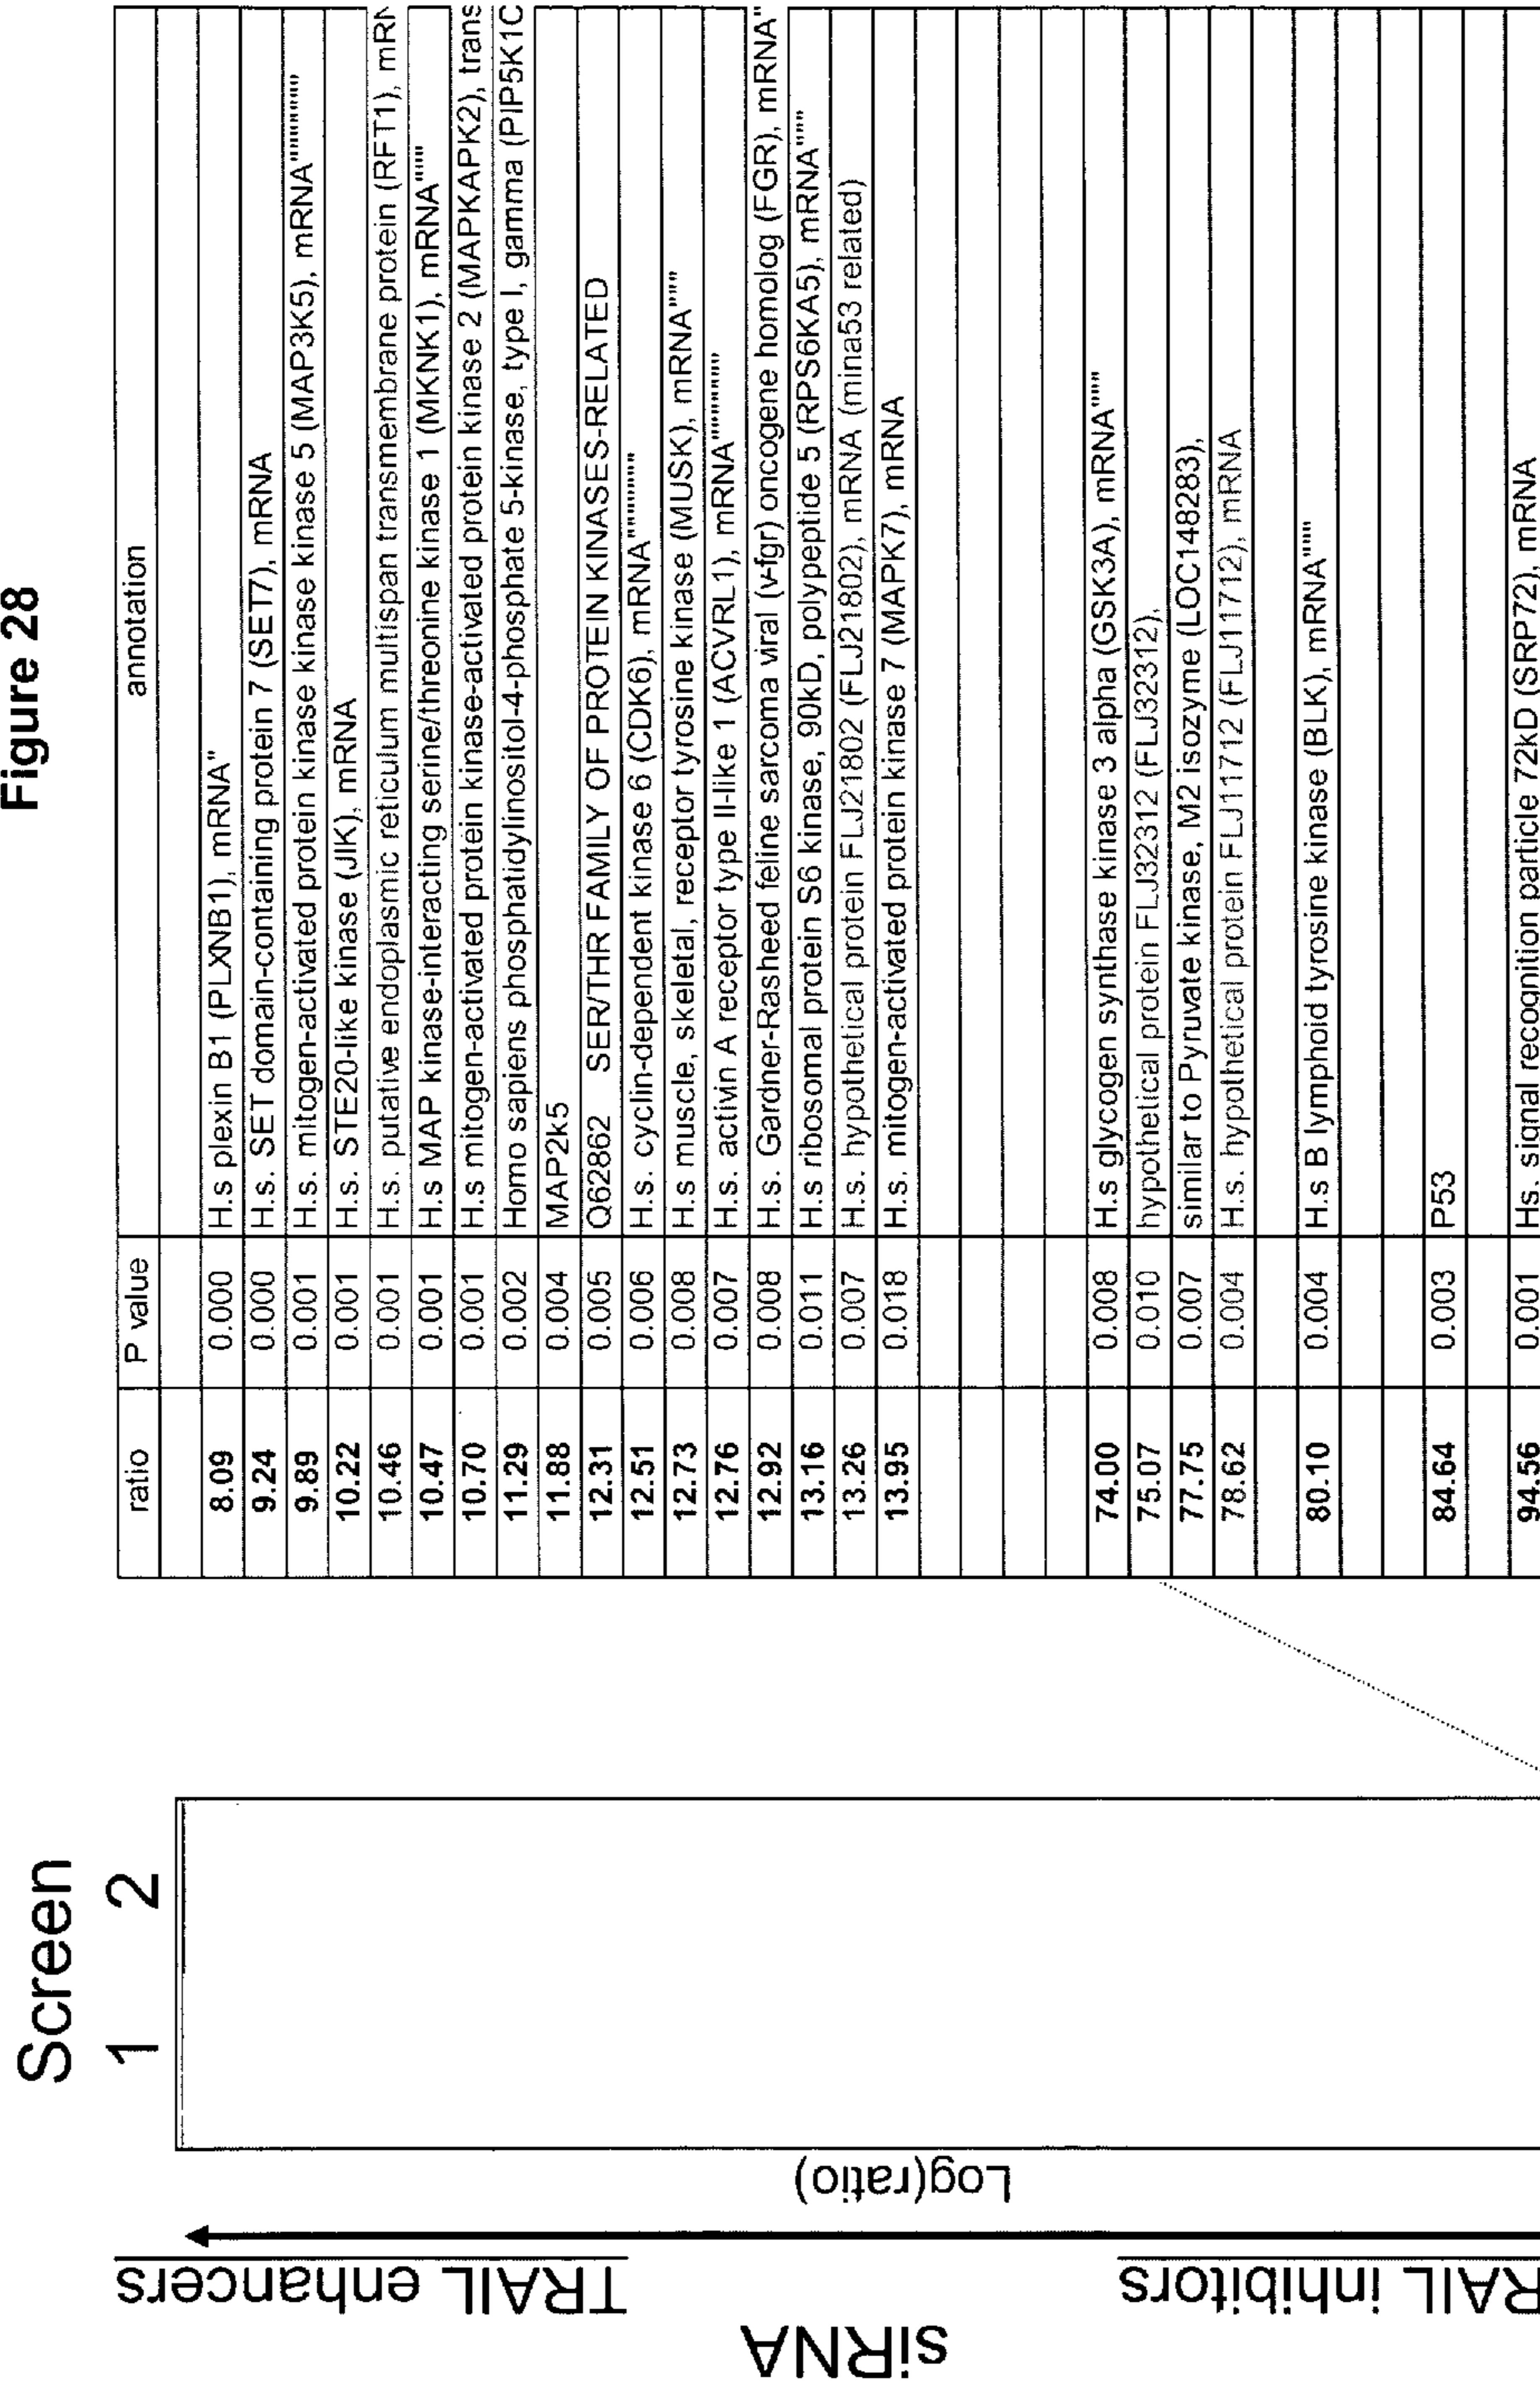 Figure 28
Screen
1 2
Log(ratio)
TRAIL enhancers
RAIL inhibitors
siRNA
ratio P value annotation
8.09 0.000 H.s plexin B1 (PLXNB1), mRNA"
9.24 0.000 H.s. SET domain-containing protein 7 (SET7), mRNA
9.89 0.001 H.s. mitogen-activated protein kinase kinase kinase 5 (MAP3K5), mRNA"""""""
10.22 0.001 H.s. STE20-like kinase (JIK), mRNA
10.46 0.001 H.s. putative endoplasmic reticulum multispan transmembrane protein (RFT1), mRN
10.47 0.001 H.s MAP kinase-interacting serine/threonine kinase 1 (MKNK1), mRNA""""
10.70 0.001 H.s mitogen-activated protein kinase-activated protein kinase 2 (MAPKAPK2), trans
11.29 0.002 Homo sapiens phosphatidylinositol-4-phosphate 5-kinase, type I, gamma (PIP5K1C
11.88 0.004 MAP2k5
12.31 0.005 Q62862 SER/THR FAMILY OF PROTEIN KINASES-RELATED
12.51 0.006 H.s. cyclin-dependent kinase 6 (CDK6), mRNA"""""""
12.73 0.008 H.s muscle, skeletal, receptor tyrosine kinase (MUSK), mRNA""""
12.76 0.007 H.s. activin A receptor type II-like 1 (ACVRL1), mRNA"""""""
12.92 0.008 H.s. Gardner-Rasheed feline sarcoma viral (v-fgr) oncogene homolog (FGR), mRNA"
13.16 0.011 H.s ribosomal protein S6 kinase, 90kD, polypeptide 5 (RPS6KA5), mRNA""""
13.26 0.007 H.s. hypothetical protein FLJ21802 (FLJ21802), mRNA (mina53 related)
13.95 0.018 H.s. mitogen-activated protein kinase 7 (MAPK7), mRNA
74.00 0.008 H.s glycogen synthase kinase 3 alpha (GSK3A), mRNA""""
75.07 0.010 hypothetical protein FLJ32312 (FLJ32312),
77.75 0.007 similar to Pyruvate kinase, M2 isozyme (LOC148283),
78.62 0.004 H.s. hypothetical protein FLJ11712 (FLJ11712), mRNA
80.10 0.004 H.s B lymphoid tyrosine kinase (BLK), mRNA""""
84.64 0.003 P53
94.56 0.001 Hs. signal recognition particle 72kD (SRP72), mRNA